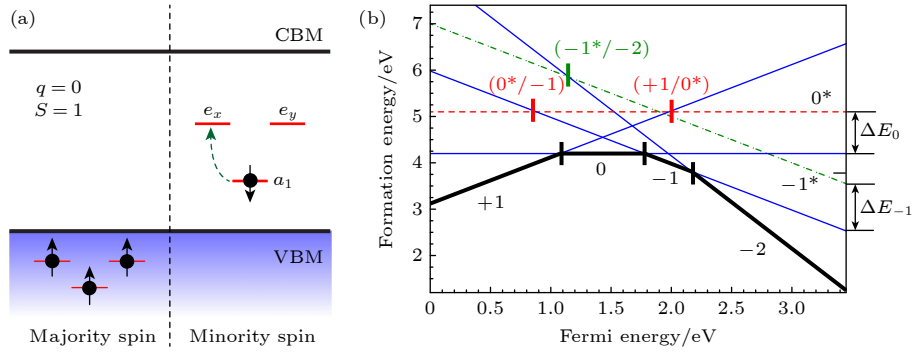 (a)
CBM
q=0
S=1
e_x
e_y
a_1
VBM
Majority spin
Minority spin
(b)
7
6
5
4
3
2
Formation energy/eV
0
0.5
1.0
1.5
2.0
2.5
3.0
Fermi energy/eV
(−1*/−2)
(0*/−1)
(+1/0*)
0*
ΔE_0
−1*
ΔE_{−1}
+1
0
−1
−2